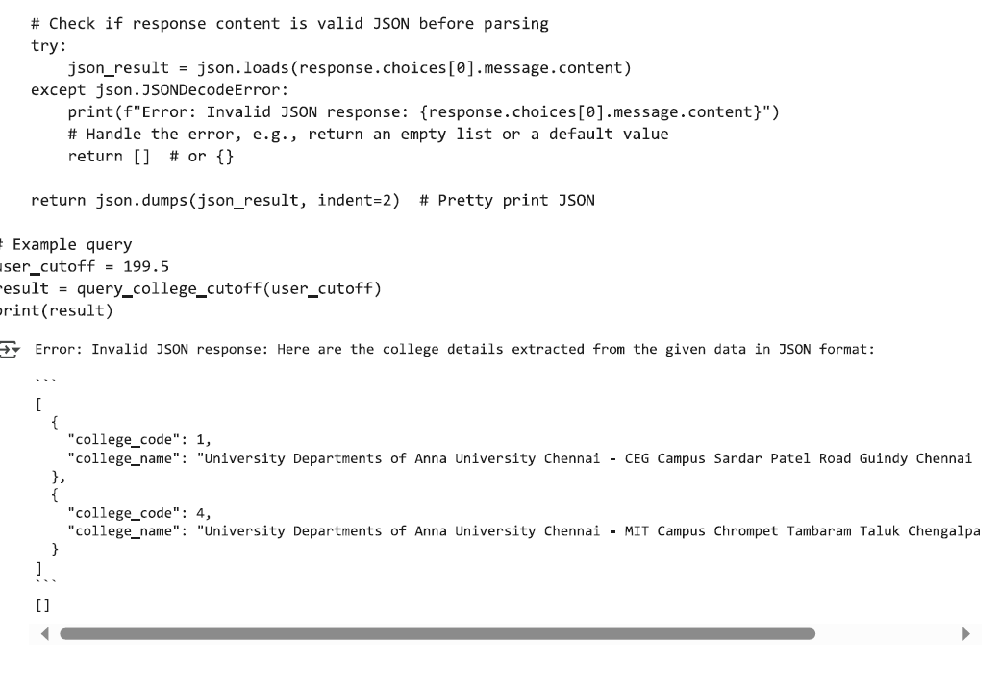 # Check if response content is valid JSON before parsing
try:
    json_result = json.loads(response.choices[0].message.content)
except json.JSONDecodeError:
    print(f"Error: Invalid JSON response: {response.choices[0].message.content}")
    # Handle the error, e.g., return an empty list or a default value
    return []  # or {}

return json.dumps(json_result, indent=2)  # Pretty print JSON

# Example query
user_cutoff = 199.5
result = query_college_cutoff(user_cutoff)
print(result)
Error: Invalid JSON response: Here are the college details extracted from the given data in JSON format:
```
[
  {
    "college_code": 1,
    "college_name": "University Departments of Anna University Chennai - CEG Campus Sardar Patel Road Guindy Chennai
  },
  {
    "college_code": 4,
    "college_name": "University Departments of Anna University Chennai - MIT Campus Chrompet Tambaram Taluk Chengalpa
  }
]
```
[]